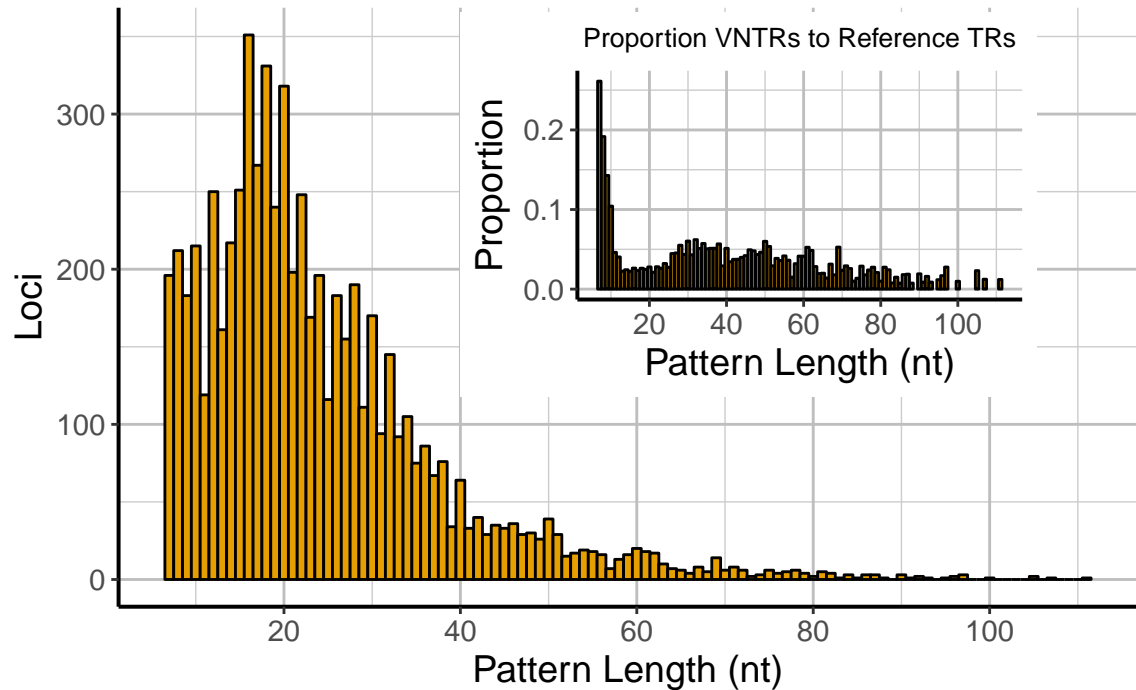 Proportion VNTRs to Reference TRs
0.2
0.1
0.0
Proportion
20 40 60 80 100
Pattern Length (nt)
300
200
100
0
Loci
20 40 60 80 100
Pattern Length (nt)